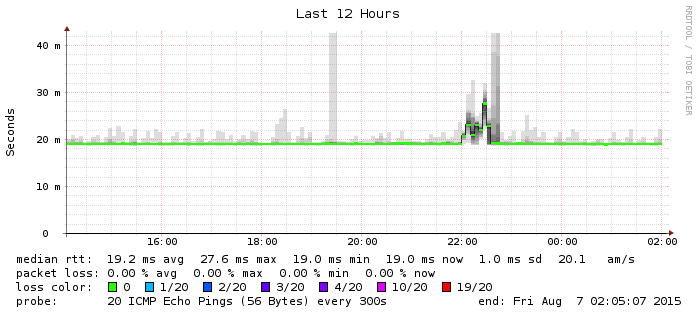 Last 12 Hours
RRDTOOL / TOBI OETIKER
Seconds
40 m
30 m
20 m
10 m
0
16:00 18:00 20:00 22:00 00:00 02:00
median rtt: 19.2 ms avg 27.6 ms max 19.0 ms min 19.0 ms now 1.0 ms sd 20.1 am/s
packet loss: 0.00 % avg 0.00 % max 0.00 % min 0.00 % now
loss color: 0 1/20 2/20 3/20 4/20 10/20 19/20
probe: 20 ICMP Echo Pings (56 Bytes) every 300s end: Fri Aug 7 02:05:07 2015